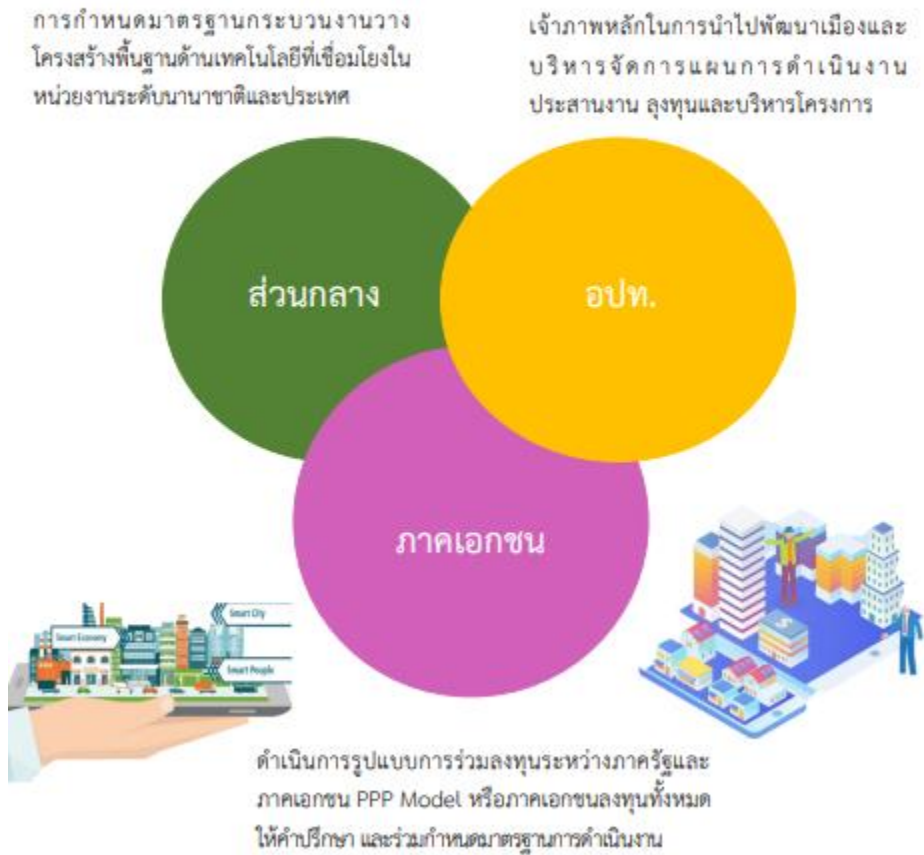 การกำหนดมาตรฐานกระบวนงานวาง
โครงสร้างพื้นฐานด้านเทคโนโลยีที่เชื่อมโยงใน
หน่วยงานระดับนานาชาติและประเทศ
เจ้าภาพหลักในการนำไปพัฒนาเมืองและ
บริหารจัดการแผนการดำเนินงาน
ประสานงาน ลงทุนและบริหารโครงการ
ส่วนกลาง
อปท.
ภาคเอกชน
Smart City
Smart Economy
Smart People
ดำเนินการรูปแบบการร่วมลงทุนระหว่างภาครัฐและ
ภาคเอกชน PPP Model หรือภาคเอกชนลงทุนทั้งหมด
ให้คำปรึกษา และร่วมกำหนดมาตรฐานการดำเนินงาน